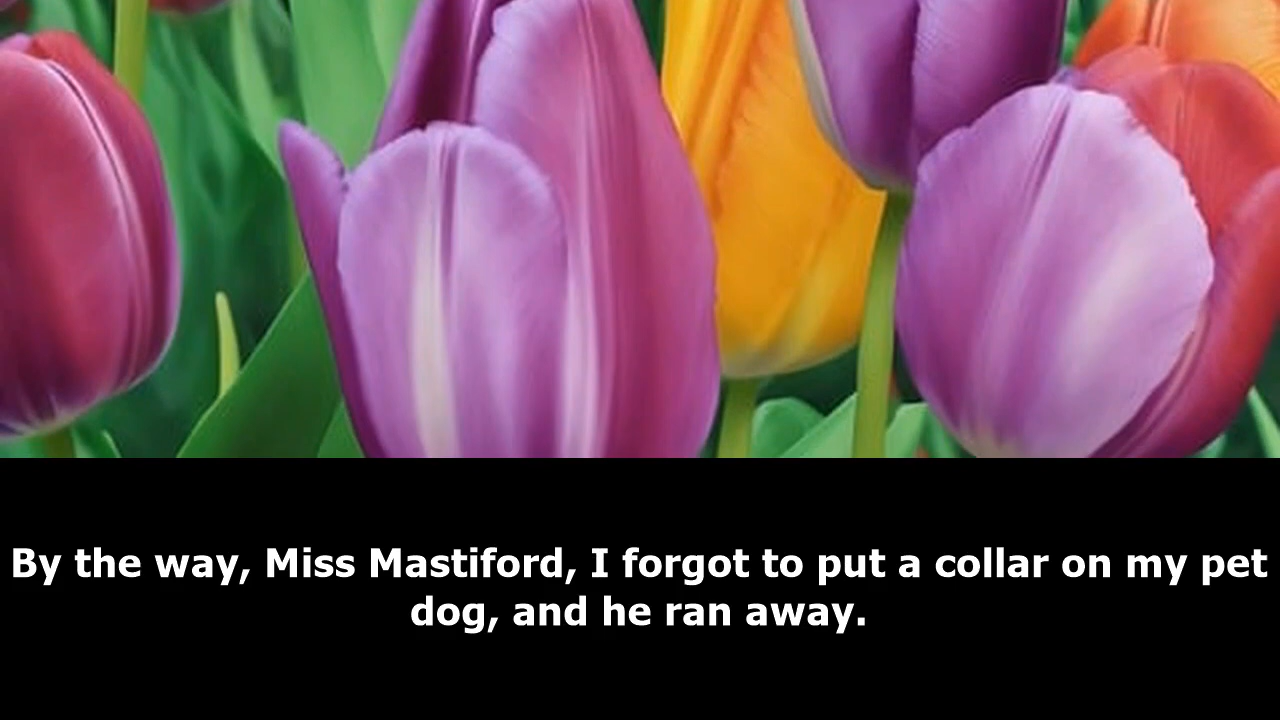 By the way, Miss Mastiford, I forgot to put a collar on my pet
dog, and he ran away.